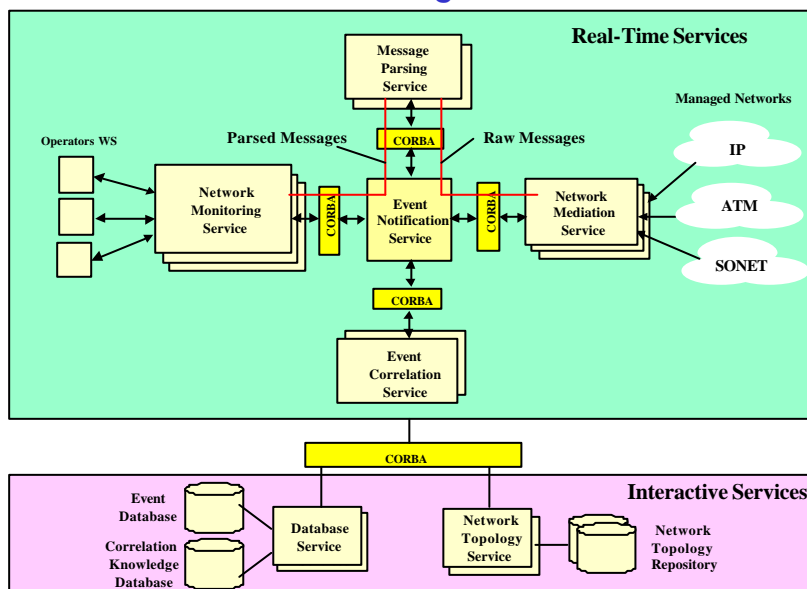 Real-Time Services
Message
Parsing
Service
Managed Networks
Operators WS
Parsed Messages
CORBA
Raw Messages
IP
Network
Monitoring
Service
CORBA
Event
Notification
Service
CORBA
Network
Mediation
Service
ATM
SONET
CORBA
Event
Correlation
Service
CORBA
Interactive Services
Event
Database
Database
Service
Network
Topology
Service
Network
Topology
Repository
Correlation
Knowledge
Database